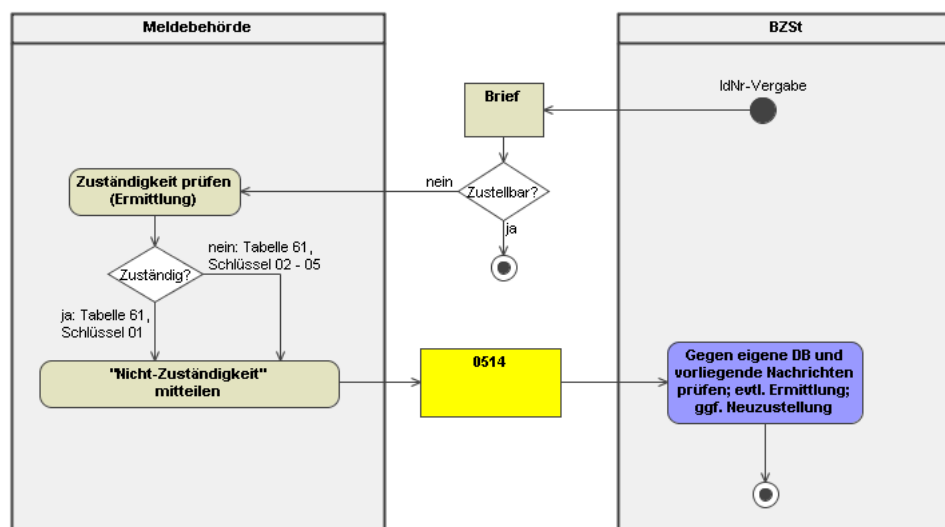 Meldebehörde
BZSt
IdNr-Vergabe
Brief
nein
Zustellbar?
ja
Zuständigkeit prüfen
(Ermittlung)
nein: Tabelle 61,
Schlüssel 02 - 05
Zuständig?
ja: Tabelle 61,
Schlüssel 01
"Nicht-Zuständigkeit"
mitteilen
0514
Gegen eigene DB und
vorliegende Nachrichten
prüfen; evtl. Ermittlung;
ggf. Neuzustellung